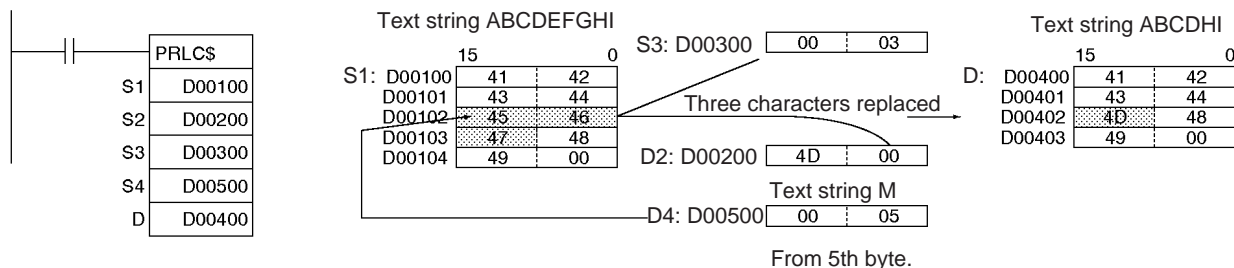 PRLC$
S1 D00100
S2 D00200
S3 D00300
S4 D00500
D D00400
Text string ABCDEFGHI
15 0
S1: D00100 41 42
D00101 43 44
D00102 45 46
D00103 47 48
D00104 49 00
S3: D00300 00 03
Three characters replaced
D2: D00200 4D 00
Text string M
D4: D00500 00 05
From 5th byte.
Text string ABCDHI
15 0
D: D00400 41 42
D00401 43 44
D00402 4D 48
D00403 49 00